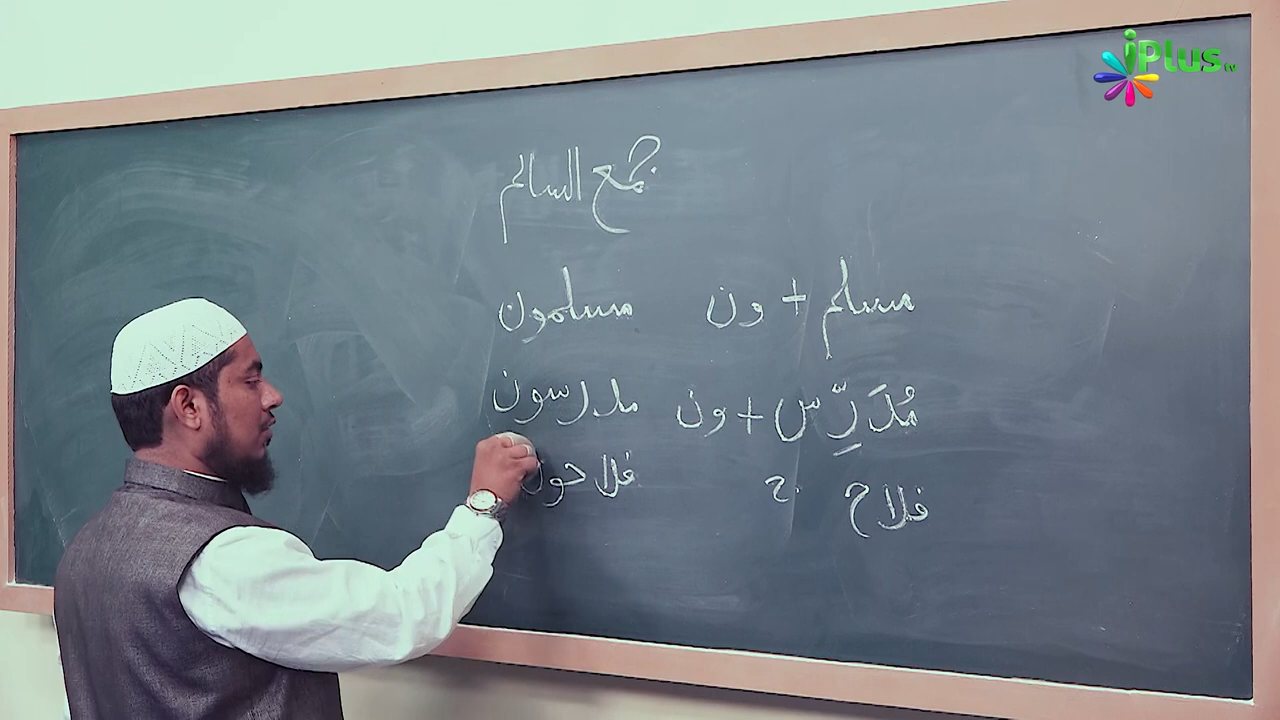 iPlus tv
جمع السالم
مسلم + ون مسلمون
مُدَرِّس + ون مدرسون
فلاح فلاحون